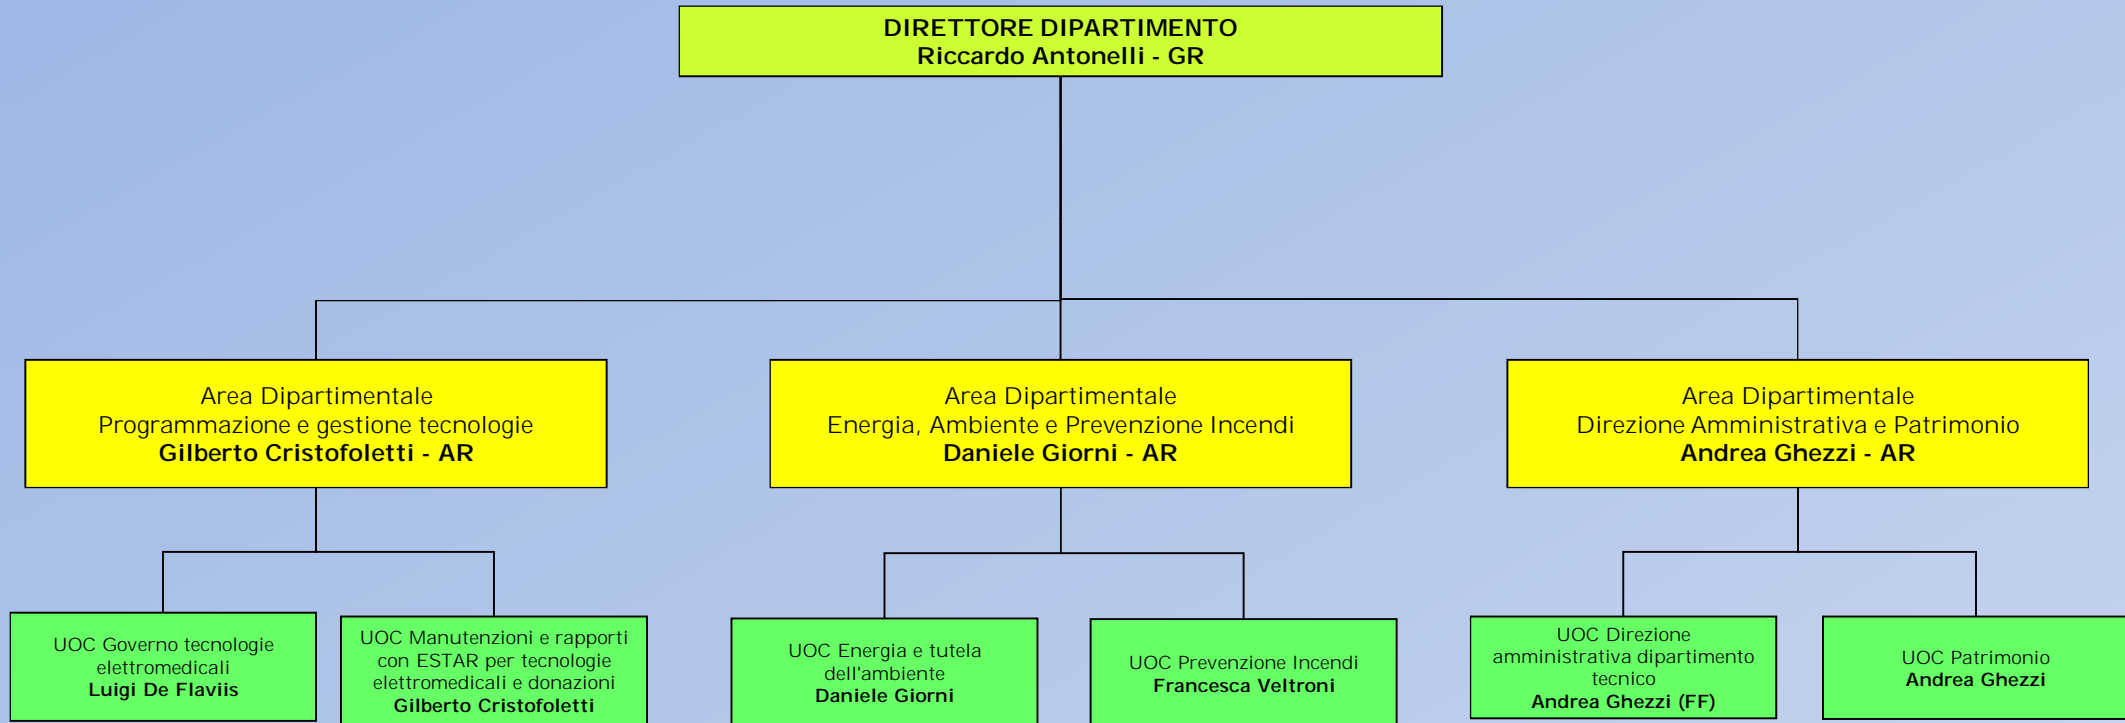 DIRETTORE DIPARTIMENTO
Riccardo Antonelli - GR
Area Dipartimentale
Programmazione e gestione tecnologie
Gilberto Cristofoletti - AR
Area Dipartimentale
Energia, Ambiente e Prevenzione Incendi
Daniele Giorni - AR
Area Dipartimentale
Direzione Amministrativa e Patrimonio
Andrea Ghezzi - AR
UOC Governo tecnologie
elettromedicali
Luigi De Flaviis
UOC Manutenzioni e rapporti
con ESTAR per tecnologie
elettromedicali e donazioni
Gilberto Cristofoletti
UOC Energia e tutela
dell'ambiente
Daniele Giorni
UOC Prevenzione Incendi
Francesca Veltroni
UOC Direzione
amministrativa dipartimento
tecnico
Andrea Ghezzi (FF)
UOC Patrimonio
Andrea Ghezzi